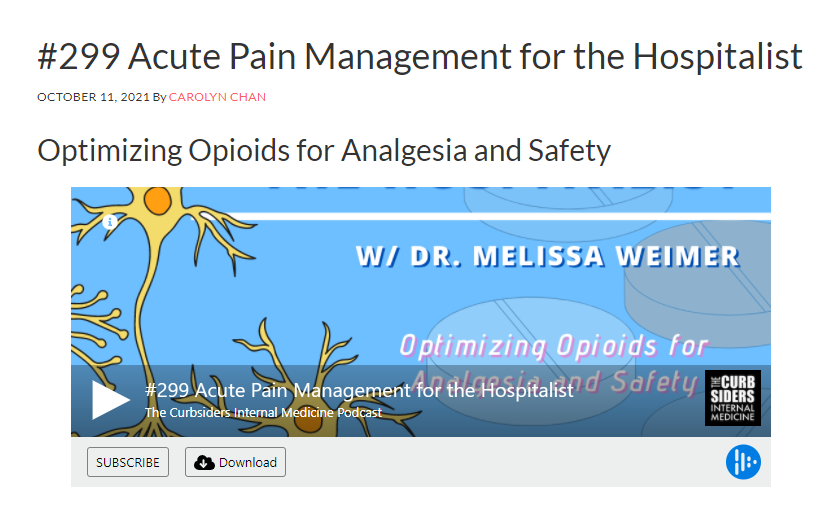 #299 Acute Pain Management for the Hospitalist
OCTOBER 11, 2021 By CAROLYN CHAN
Optimizing Opioids for Analgesia and Safety
THE HOSPITALIST
W/ DR. MELISSA WEIMER
Optimizing Opioids for
Analgesia and Safety
#299 Acute Pain Management for the Hospitalist
The Curbsiders Internal Medicine Podcast
THE CURB
SIDERS
INTERNAL
MEDICINE
SUBSCRIBE
Download